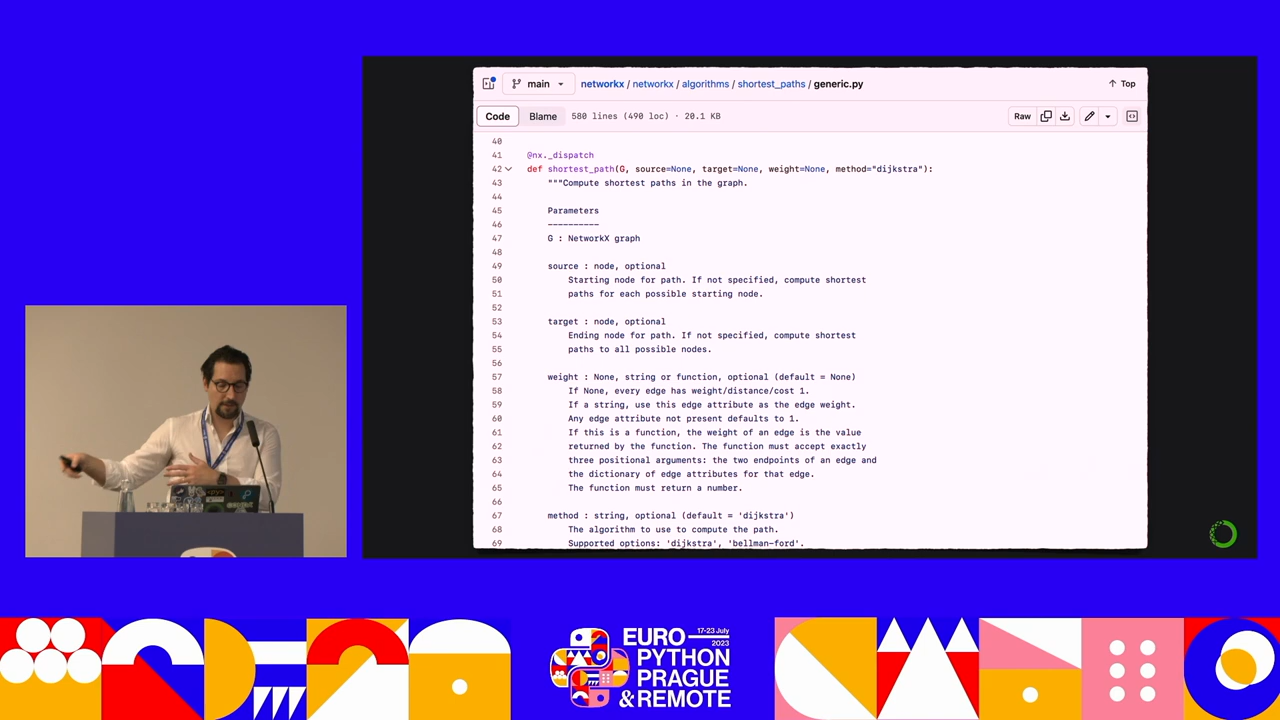 main
networkx / networkx / algorithms / shortest_paths / generic.py
Top
Code
Blame
580 lines (490 loc) · 20.1 KB
Raw
40
41 @nx._dispatch
42 def shortest_path(G, source=None, target=None, weight=None, method="dijkstra"):
43 """Compute shortest paths in the graph.
44
45 Parameters
46 ----------
47 G : NetworkX graph
48
49 source : node, optional
50 Starting node for path. If not specified, compute shortest
51 paths for each possible starting node.
52
53 target : node, optional
54 Ending node for path. If not specified, compute shortest
55 paths to all possible nodes.
56
57 weight : None, string or function, optional (default = None)
58 If None, every edge has weight/distance/cost 1.
59 If a string, use this edge attribute as the edge weight.
60 Any edge attribute not present defaults to 1.
61 If this is a function, the weight of an edge is the value
62 returned by the function. The function must accept exactly
63 three positional arguments: the two endpoints of an edge and
64 the dictionary of edge attributes for that edge.
65 The function must return a number.
66
67 method : string, optional (default = 'dijkstra')
68 The algorithm to use to compute the path.
69 Supported options: 'dijkstra', 'bellman-ford'.
17-23 July
2023
EURO
PYTHON
PRAGUE
& REMOTE